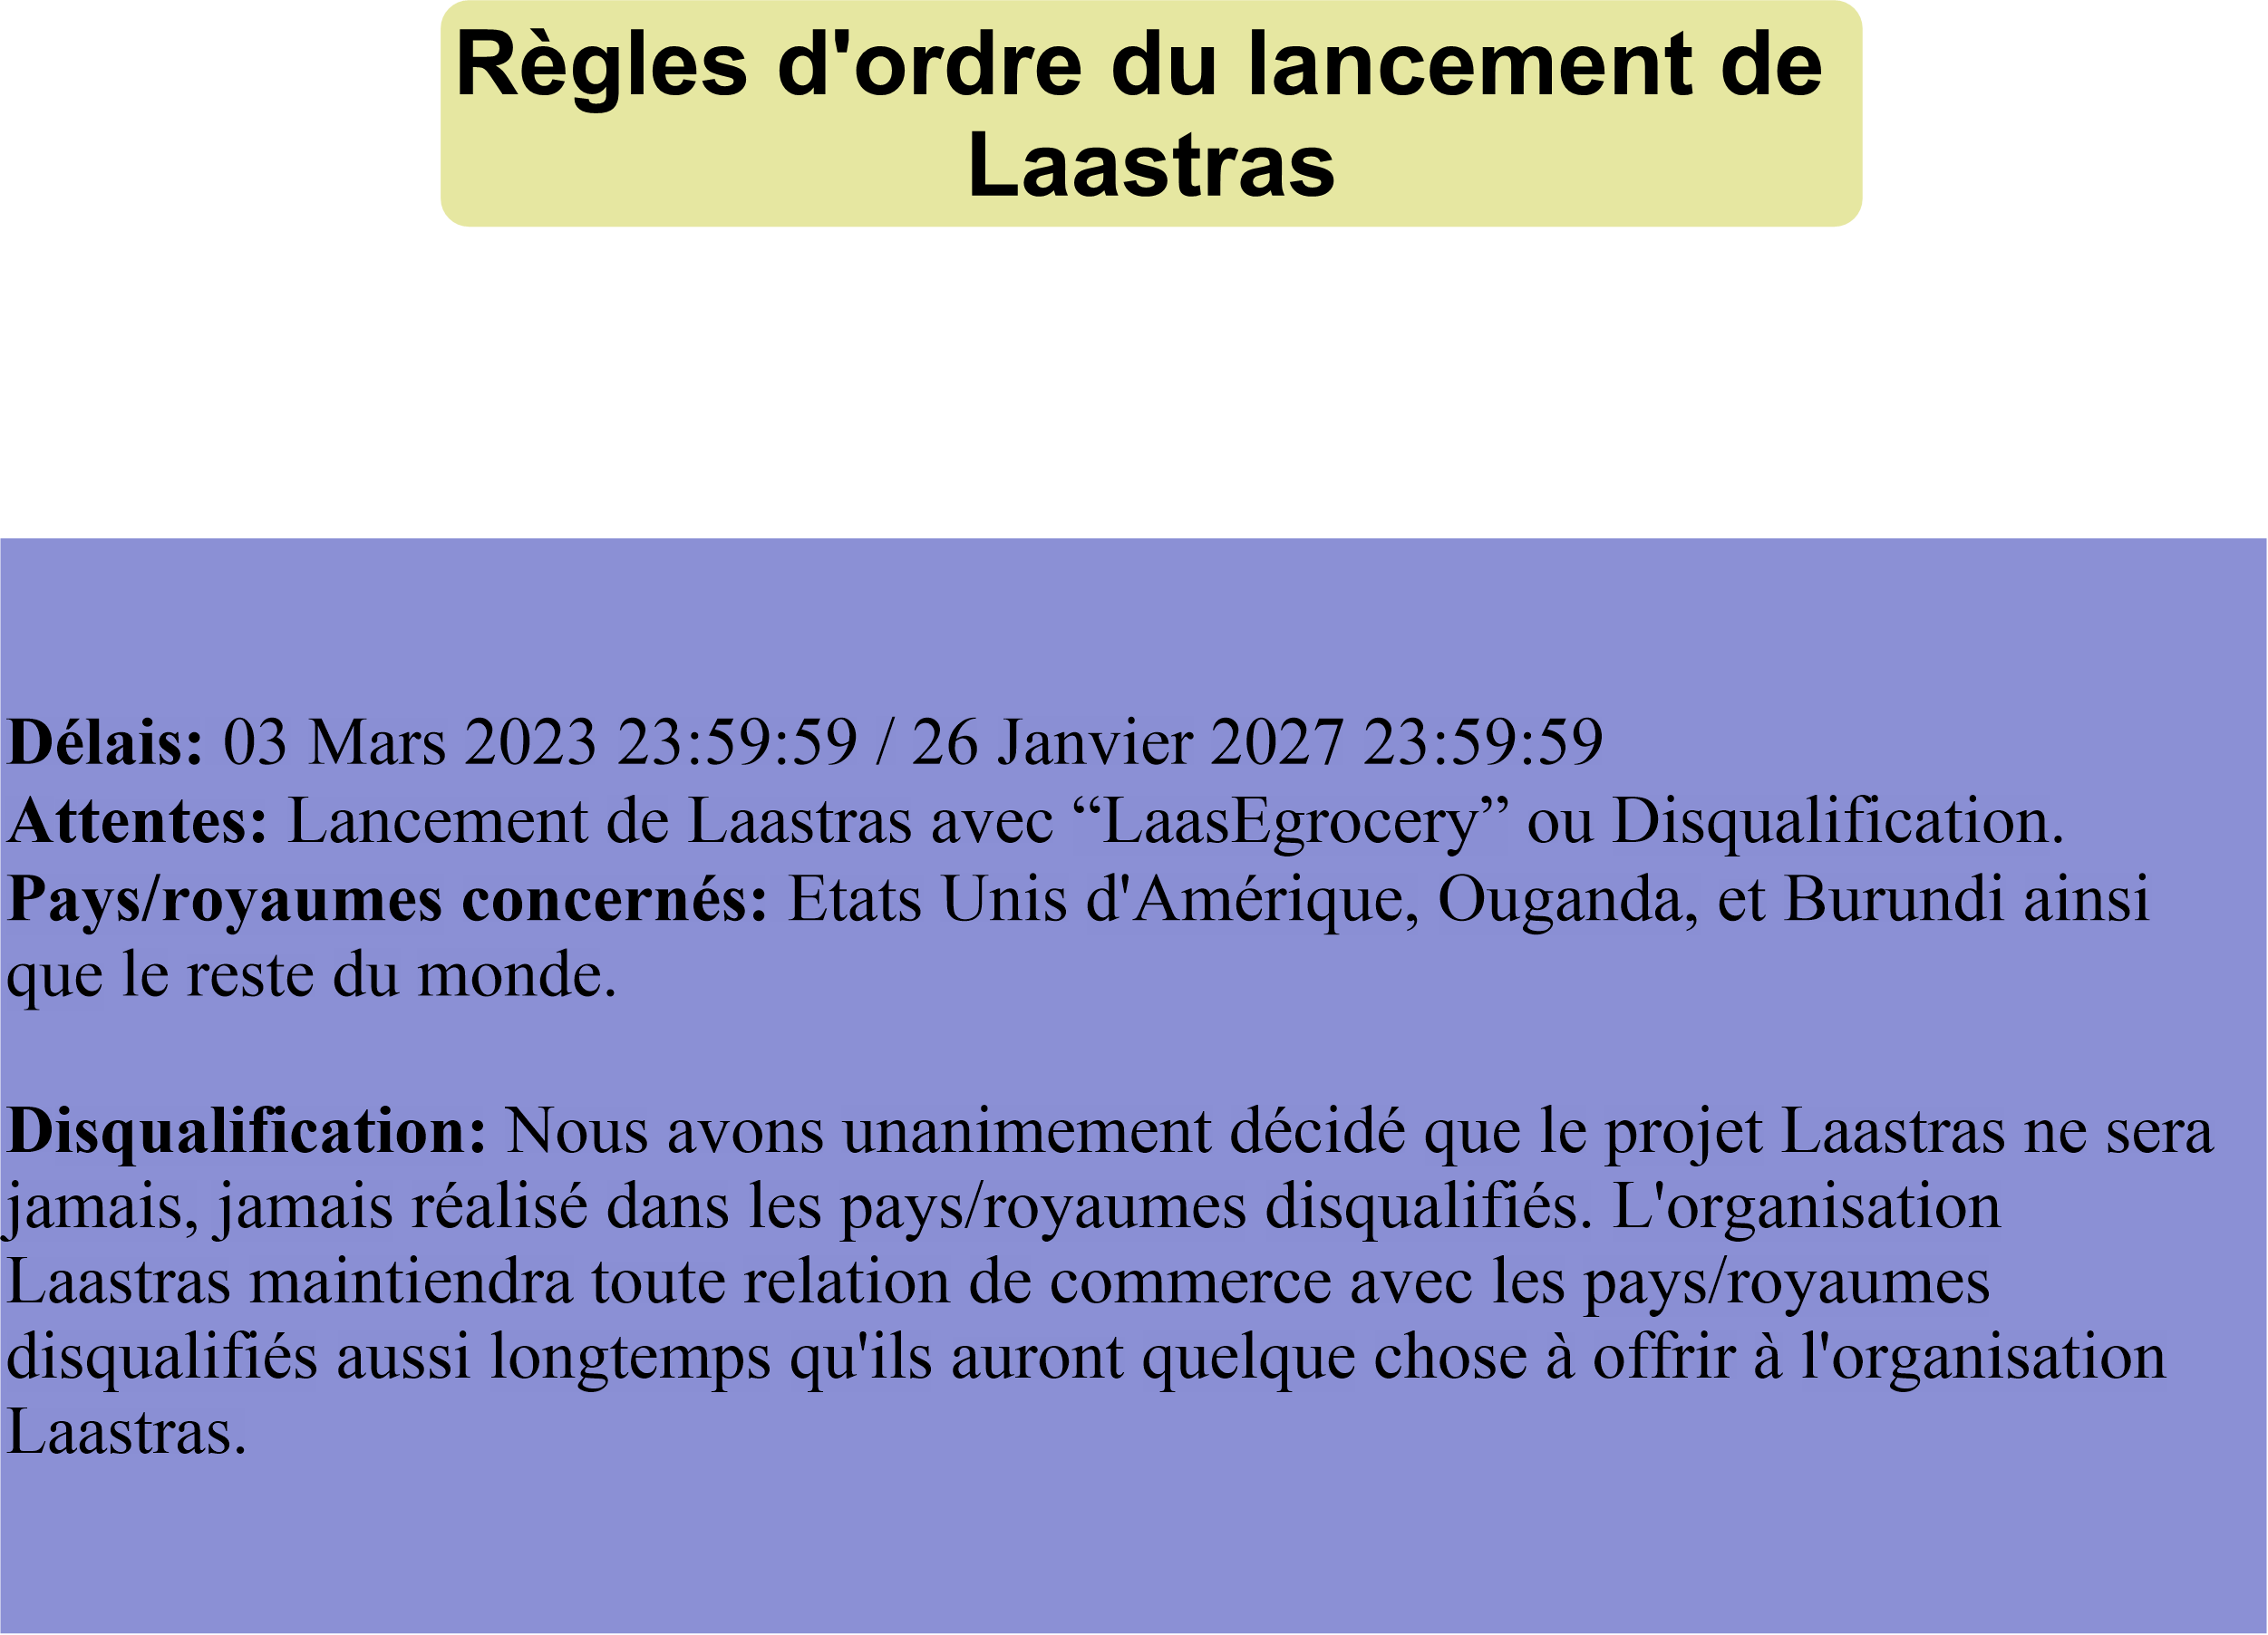 Règles d'ordre du lancement de
Laastras
Délais: 03 Mars 2023 23:59:59 / 26 Janvier 2027 23:59:59
Attentes: Lancement de Laastras avec “LaasEgrocery” ou Disqualification.
Pays/royaumes concernés: Etats Unis d'Amérique, Ouganda, et Burundi ainsi
que le reste du monde.
Disqualification: Nous avons unanimement décidé que le projet Laastras ne sera
jamais, jamais réalisé dans les pays/royaumes disqualifiés. L'organisation
Laastras maintiendra toute relation de commerce avec les pays/royaumes
disqualifiés aussi longtemps qu'ils auront quelque chose à offrir à l'organisation
Laastras.